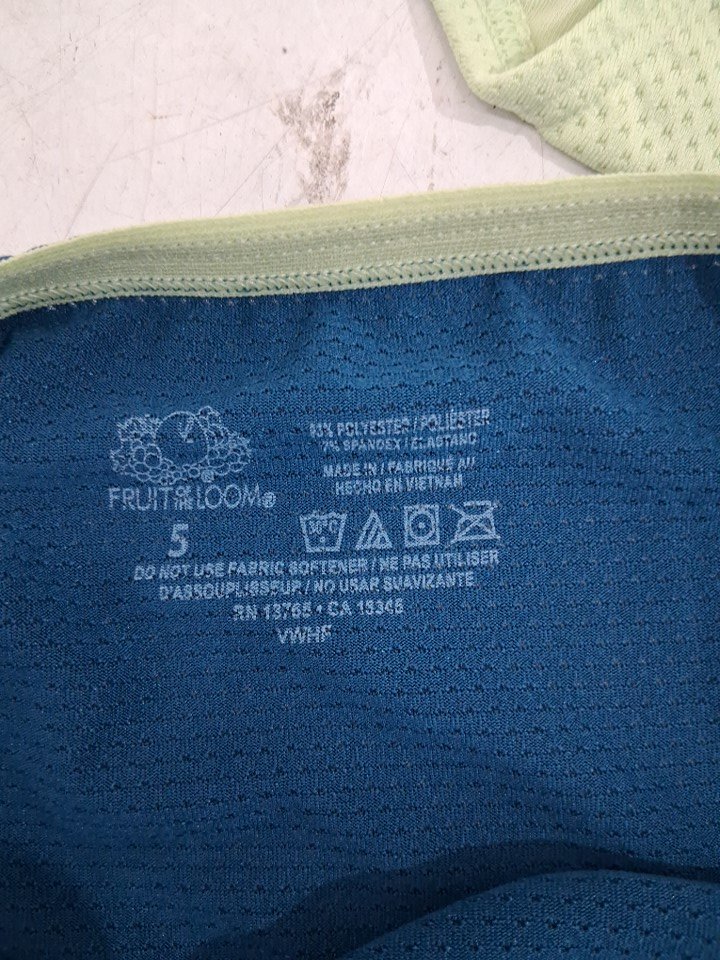 FRUIT OF THE LOOM®
5
93% POLYESTER / POLIÉSTER
7% SPANDEX / ELASTANO
MADE IN / FABRIQUÉ AU
HECHO EN VIETNAM
30°C
DO NOT USE FABRIC SOFTENER / NE PAS UTILISER
D'ASSOUPLISSEUR / NO USAR SUAVIZANTE
RN 13765 • CA 13346
VWHF